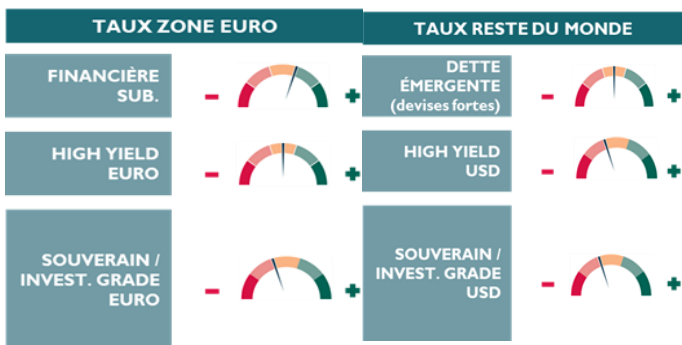 TAUX ZONE EURO
FINANCIÈRE
SUB.
- +
HIGH YIELD
EURO
- +
SOUVERAIN /
INVEST. GRADE
EURO
- +
TAUX RESTE DU MONDE
DETTE
ÉMERGENTE
(devises fortes)
- +
HIGH YIELD
USD
- +
SOUVERAIN /
INVEST. GRADE
USD
- +